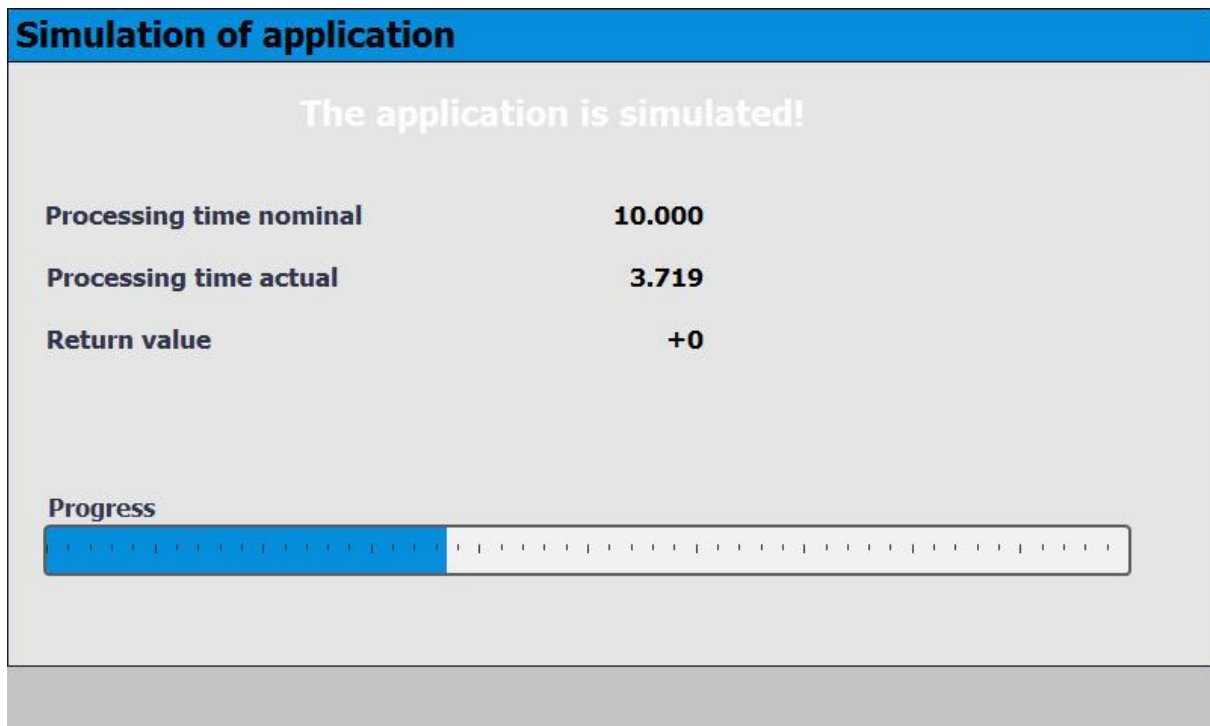 Simulation of application
The application is simulated!
Processing time nominal 10.000
Processing time actual 3.719
Return value +0
Progress